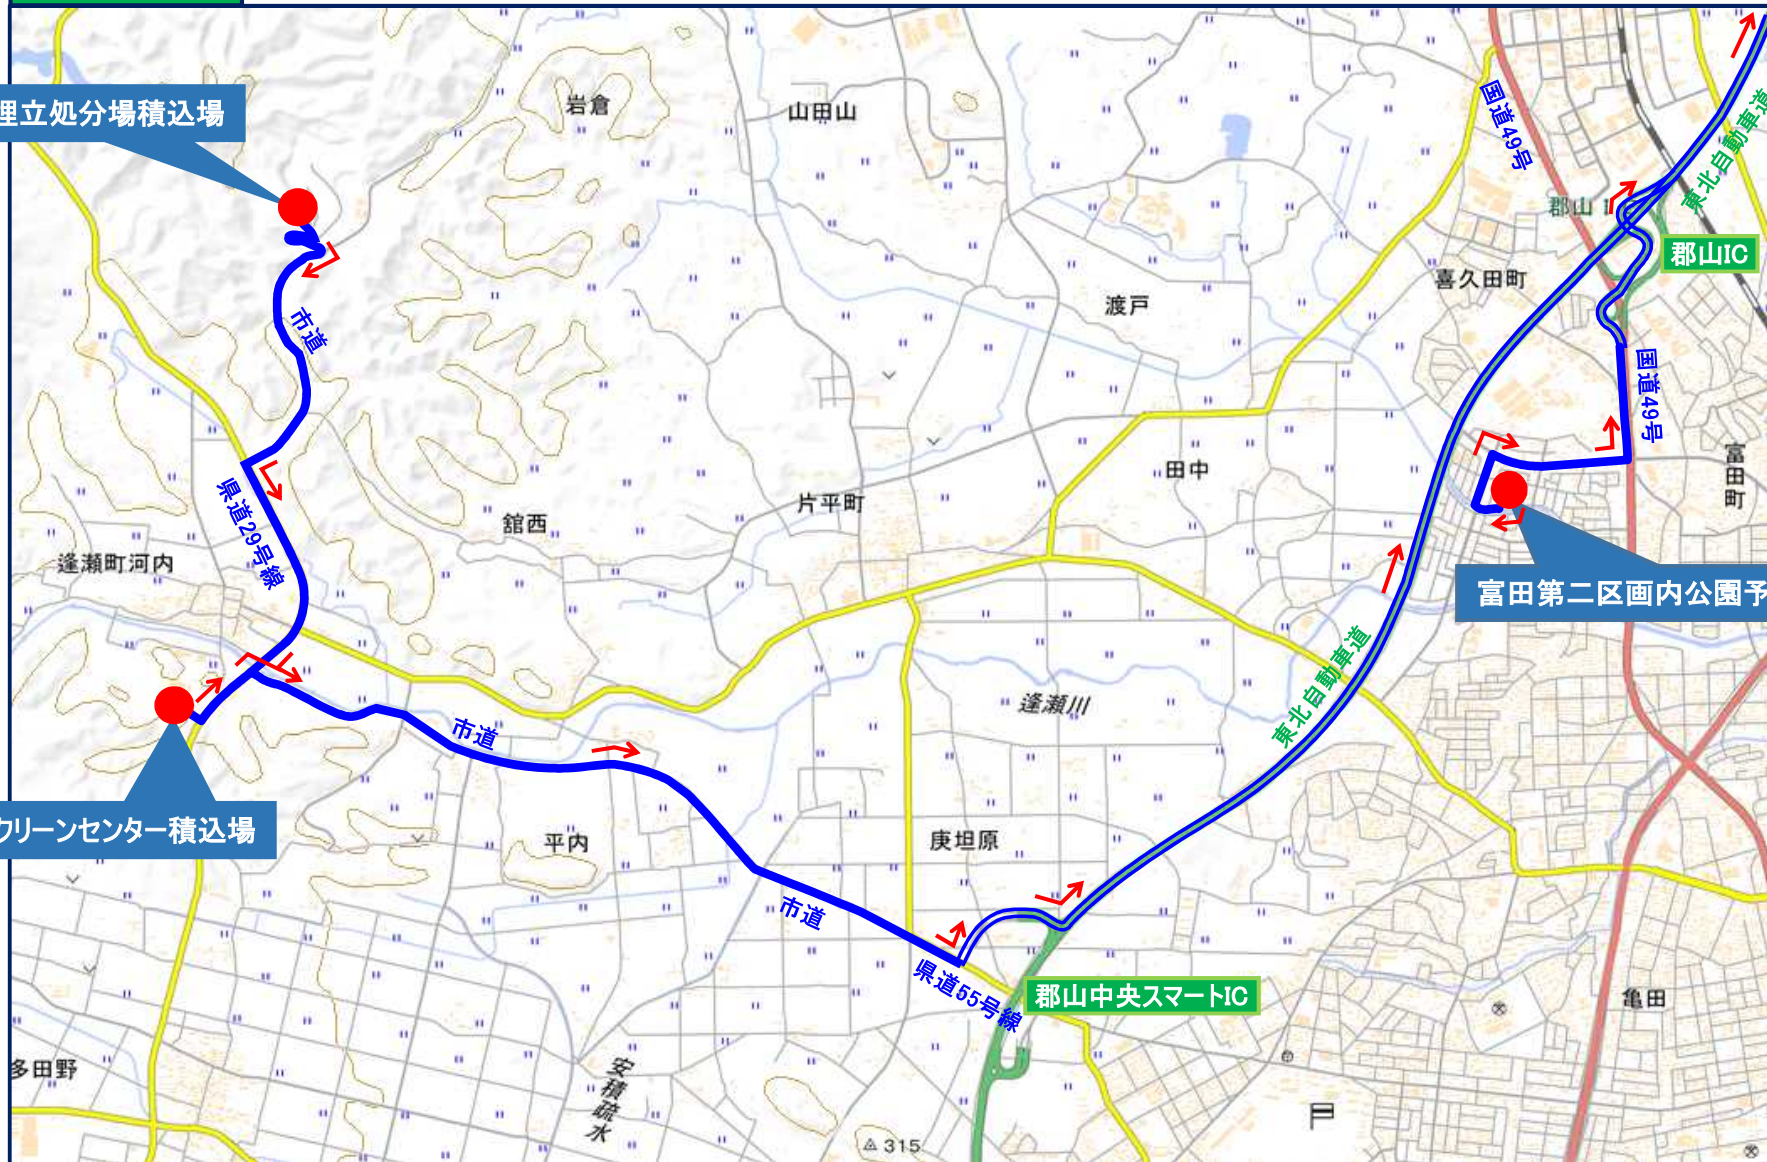 埋立処分場積込場
岩倉
山田山
国道49号
東北自動車道
郡山 I
郡山IC
喜久田町
渡戸
市道
国道49号
富田町
田中
片平町
舘西
県道29号線
逢瀬町河内
富田第二区画内公園予
東北自動車道
逢瀬川
市道
クリーンセンター積込場
平内
庚坦原
市道
県道55号線
郡山中央スマートIC
亀田
多田野
安積疏水
315